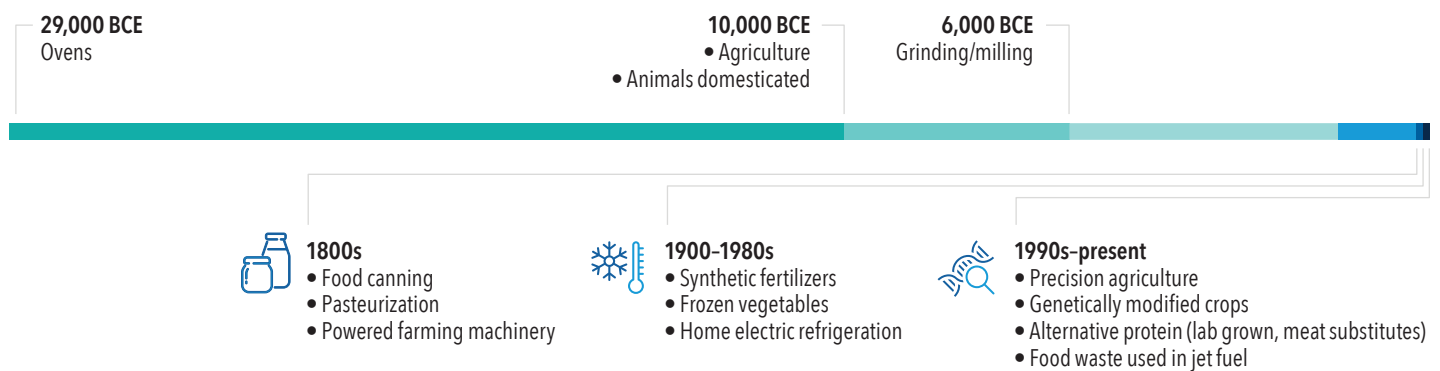 29,000 BCE
Ovens
10,000 BCE
• Agriculture
• Animals domesticated
6,000 BCE
Grinding/milling
1800s
• Food canning
• Pasteurization
• Powered farming machinery
1900–1980s
• Synthetic fertilizers
• Frozen vegetables
• Home electric refrigeration
1990s–present
• Precision agriculture
• Genetically modified crops
• Alternative protein (lab grown, meat substitutes)
• Food waste used in jet fuel